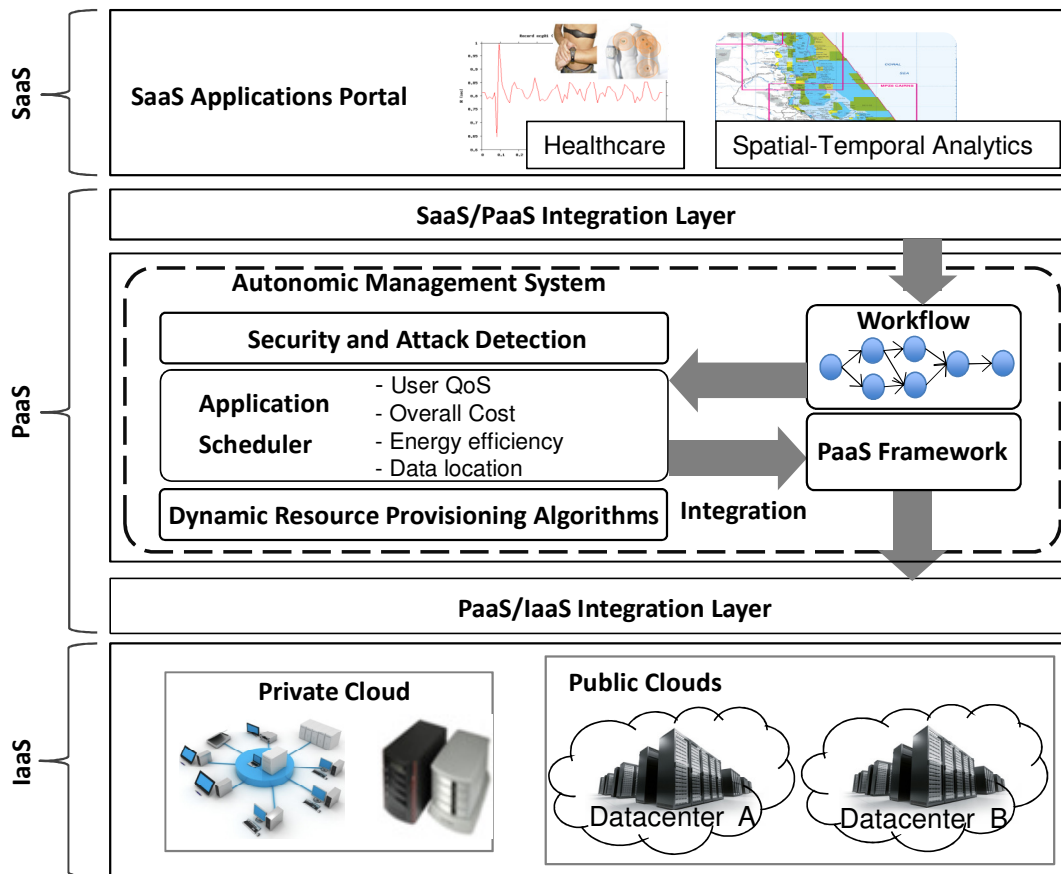 SaaS
SaaS Applications Portal
Healthcare
Spatial-Temporal Analytics
PaaS
SaaS/PaaS Integration Layer
Autonomic Management System
Security and Attack Detection
Application
Scheduler
- User QoS
- Overall Cost
- Energy efficiency
- Data location
Dynamic Resource Provisioning Algorithms
Workflow
PaaS Framework
Integration
PaaS/IaaS Integration Layer
IaaS
Private Cloud
Public Clouds
Datacenter A
Datacenter B